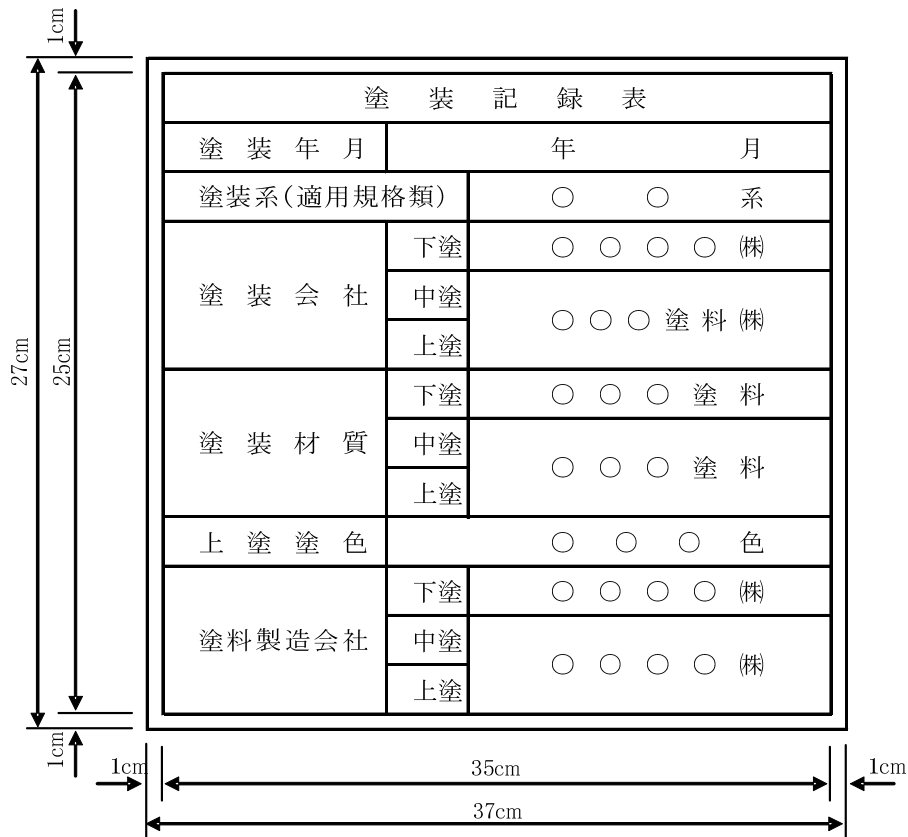 1cm
塗装記録表
塗装年月 年 月
塗装系(適用規格類) ○ ○ 系
塗装会社 下塗 ○○○○㈱
中塗 ○○○塗料㈱
上塗
塗装材質 下塗 ○○○塗料
中塗 ○○○塗料
上塗
上塗塗色 ○○○色
塗料製造会社 下塗 ○○○○㈱
中塗 ○○○○㈱
上塗
27cm
25cm
1cm
1cm 35cm 1cm
37cm